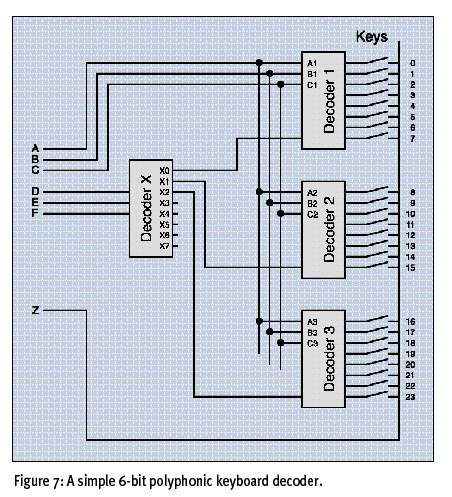 Keys
A1
B1
C1
Decoder 1
0
1
2
3
4
5
6
7
A
B
C
D
E
F
Decoder X
X0
X1
X2
X3
X4
X5
X6
X7
A2
B2
C2
Decoder 2
8
9
10
11
12
13
14
15
Z
A3
B3
C3
Decoder 3
16
17
18
19
20
21
22
23
Figure 7: A simple 6-bit polyphonic keyboard decoder.